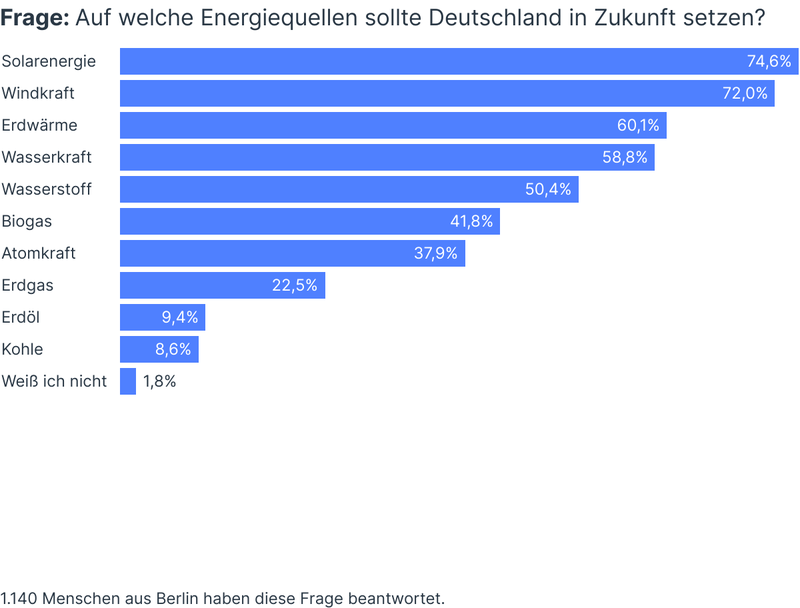 Frage: Auf welche Energiequellen sollte Deutschland in Zukunft setzen?
Solarenergie 74,6%
Windkraft 72,0%
Erdwärme 60,1%
Wasserkraft 58,8%
Wasserstoff 50,4%
Biogas 41,8%
Atomkraft 37,9%
Erdgas 22,5%
Erdöl 9,4%
Kohle 8,6%
Weiß ich nicht 1,8%
1.140 Menschen aus Berlin haben diese Frage beantwortet.